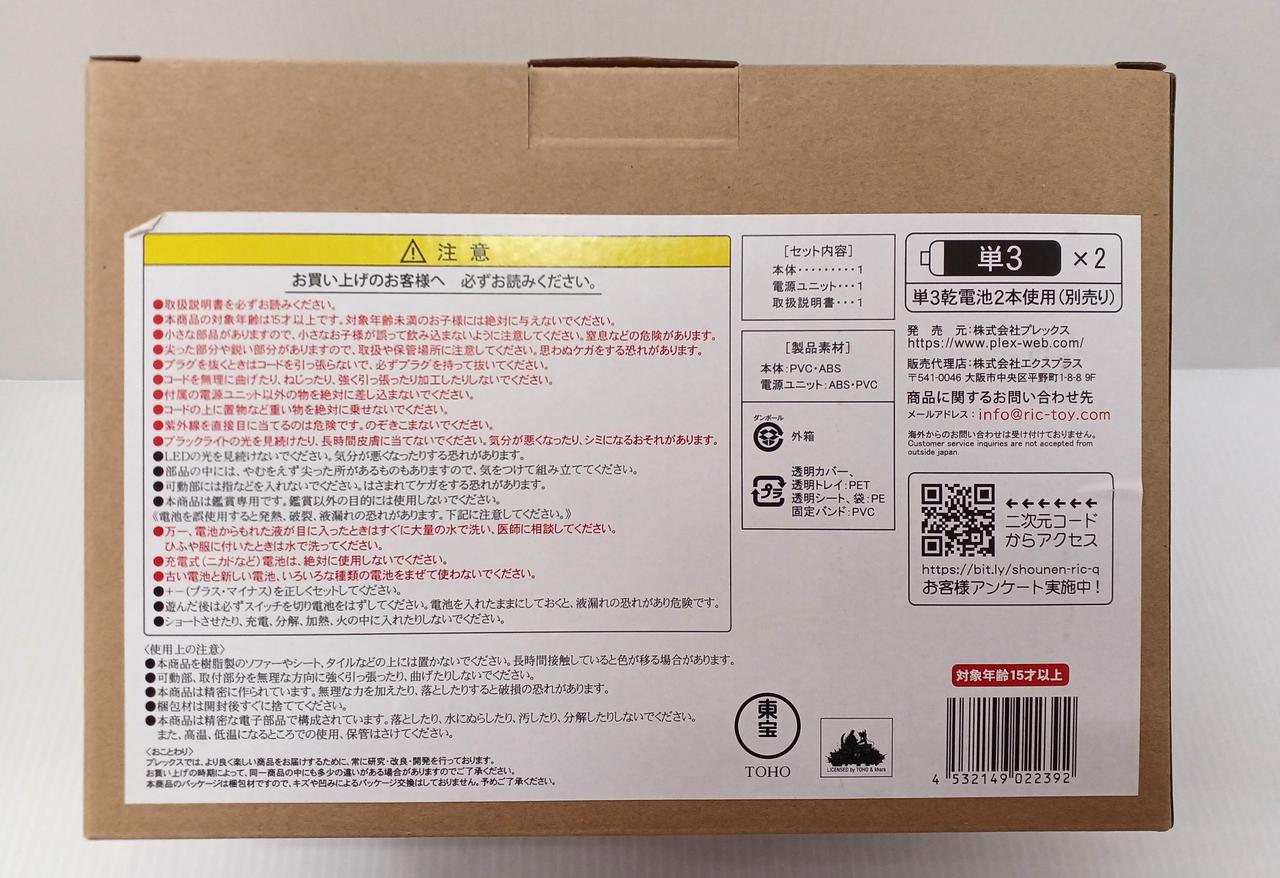 ⚠ 注意
お買い上げのお客様へ 必ずお読みください。
●取扱説明書を必ずお読みください。
●本商品の対象年齢は15才以上です。対象年齢未満のお子様には絶対に与えないでください。
●小さな部品がありますので、小さなお子様が誤って飲み込まないように注意してください。窒息などの危険があります。
●尖った部分や鋭い部分がありますので、取扱や保管場所に注意してください。思わぬケガをする恐れがあります。
●プラグを抜くときはコードを引っ張らないで、必ずプラグを持って抜いてください。
●コードを無理に曲げたり、ねじったり、強く引っ張ったり加工したりしないでください。
●付属の電源ユニット以外の物を絶対に差し込まないでください。
●コードの上に置物など重い物を絶対に乗せないでください。
●紫外線を直接目に当てるのは危険です。のぞきこまないでください。
●ブラックライトの光を見続けたり、長時間皮膚に当てないでください。気分が悪くなったり、シミになるおそれがあります。
●LEDの光を見続けないでください。気分が悪くなったりする恐れがあります。
●部品の中には、やむをえず尖った所があるものもありますので、気をつけて組み立ててください。
●可動部には指などを入れないでください。はさまれてケガをする恐れがあります。
●本商品は鑑賞専用です。鑑賞以外の目的には使用しないでください。
《電池を誤使用すると発熱、破裂、液漏れの恐れがあります。下記に注意してください。》
●万一、電池からもれた液が目に入ったときはすぐに大量の水で洗い、医師に相談してください。
ひふや服に付いたときは水で洗ってください。
●充電式(ニカドなど)電池は、絶対に使用しないでください。
●古い電池と新しい電池、いろいろな種類の電池をまぜて使わないでください。
●+−(プラス・マイナス)を正しくセットしてください。
●遊んだ後は必ずスイッチを切り電池をはずしてください。電池を入れたままにしておくと、液漏れの恐れがあり危険です。
●ショートさせたり、充電、分解、加熱、火の中に入れたりしないでください。
〈使用上の注意〉
●本商品を樹脂製のソファーやシート、タイルなどの上には置かないでください。長時間接触していると色が移る場合があります。
●可動部、取付部分を無理な方向に強く引っ張ったり、曲げたりしないでください。
●本商品は精密に作られています。無理な力を加えたり、落としたりすると破損の恐れがあります。
●梱包材は開封後すぐに捨ててください。
●本商品は精密な電子部品で構成されています。落としたり、水にぬらしたり、汚したり、分解したりしないでください。
また、高温、低温になるところでの使用、保管はさけてください。
〈おことわり〉
プレックスでは、より良く楽しい商品をお届けするために、常に研究・改良・開発を行っております。
お買い上げの時期によって、同一商品の中にも多少の違いがある場合がありますのでご了承ください。
本商品のパッケージは梱包材ですので、キズや凹みによるパッケージ交換はしておりません。予めご了承ください。
[セット内容]
本体・・・・・・・・・1
電源ユニット・・・1
取扱説明書・・・1
[製品素材]
本体:PVC・ABS
電源ユニット:ABS・PVC
ダンボール
外箱
プラ
透明カバー、
透明トレイ:PET
透明シート、袋:PE
固定バンド:PVC
単3 ×2
単3乾電池2本使用(別売り)
発売元:株式会社プレックス
https://www.plex-web.com/
販売代理店:株式会社エクスプラス
〒541-0046 大阪市中央区平野町1-8-8 9F
商品に関するお問い合わせ先
メールアドレス:info@ric-toy.com
海外からのお問い合わせは受け付けておりません。
Customer service inquiries are not accepted from
outside japan.
←←←←←←
二次元コード
からアクセス
https://bit.ly/shounen-ric-q
お客様アンケート実施中!
対象年齢15才以上
4 532149 022392
東宝
TOHO
LICENSED by TOHO & khara